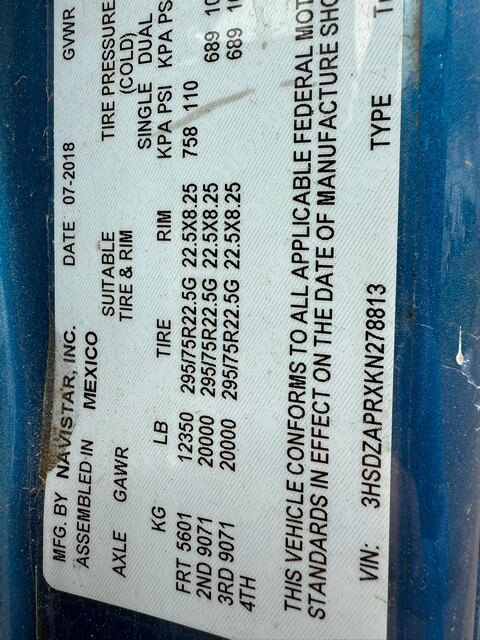 MFG. BY NAVISTAR, INC. DATE 07-2018 GVWR
ASSEMBLED IN MEXICO
AXLE GAWR SUITABLE TIRE PRESSURE
TIRE & RIM (COLD)
SINGLE DUAL
KG LB TIRE RIM KPA PSI KPA
FRT 5601 12350 295/75R22.5G 22.5X8.25 758 110
2ND 9071 20000 295/75R22.5G 22.5X8.25 689
3RD 9071 20000 295/75R22.5G 22.5X8.25 689
4TH
THIS VEHICLE CONFORMS TO ALL APPLICABLE FEDERAL
STANDARDS IN EFFECT ON THE DATE OF MANUFACTURE
VIN: 3HSDZAPRXKN278813 TYPE